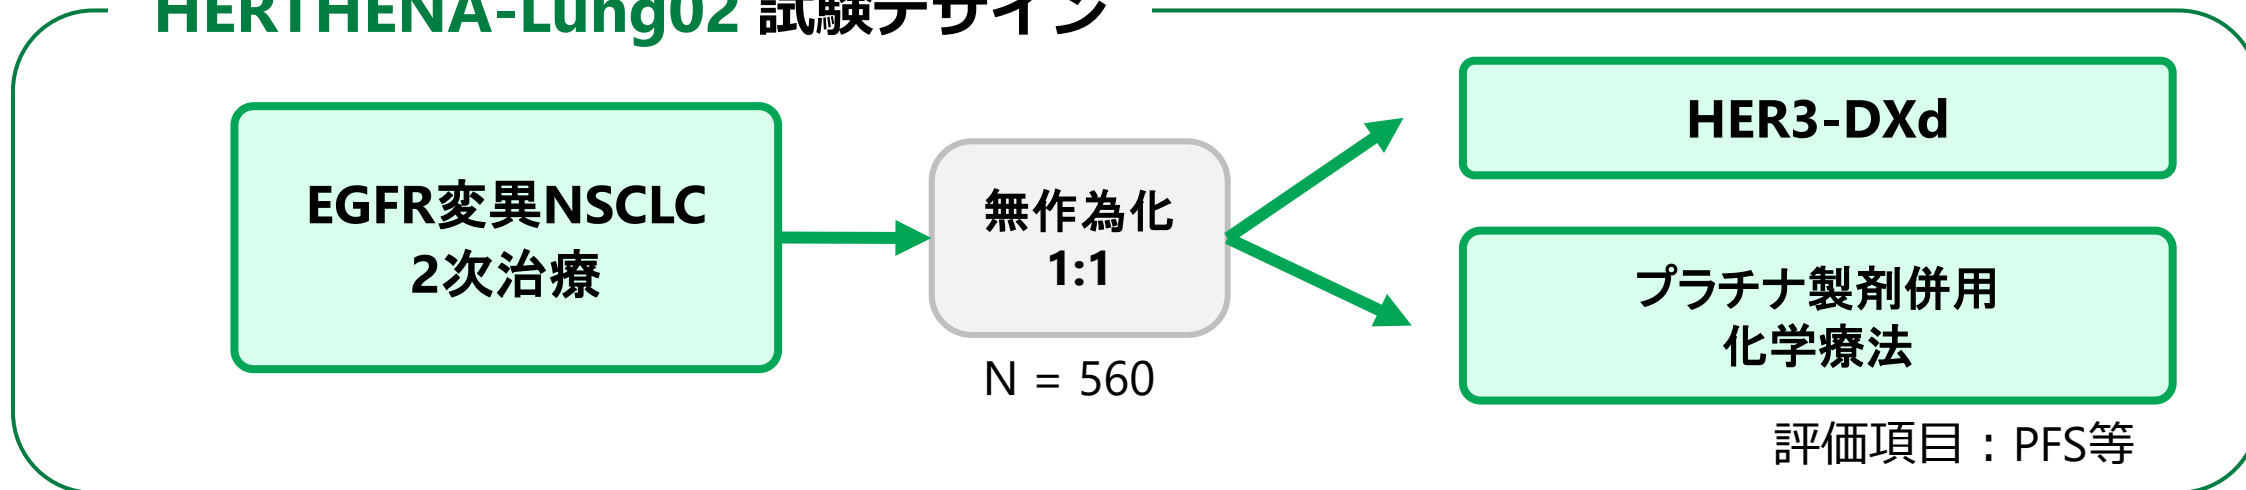 HERTHENA-Lung02 試験デザイン
EGFR変異NSCLC
2次治療
無作為化
1:1
N = 560
HER3-DXd
プラチナ製剤併用
化学療法
評価項目：PFS等